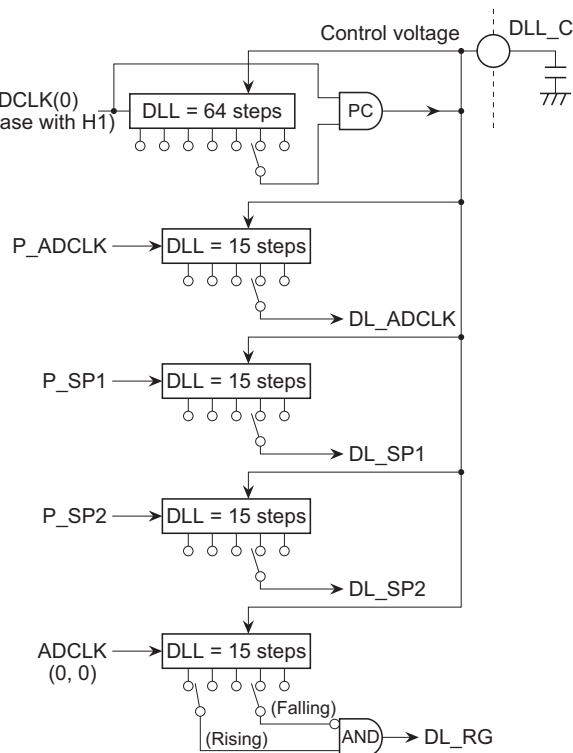 Control voltage
DLL_C
DCLK(0)
ase with H1)
DLL = 64 steps
PC
P_ADCLK
DLL = 15 steps
DL_ADCLK
P_SP1
DLL = 15 steps
DL_SP1
P_SP2
DLL = 15 steps
DL_SP2
ADCLK
(0, 0)
DLL = 15 steps
(Falling)
(Rising)
AND
DL_RG